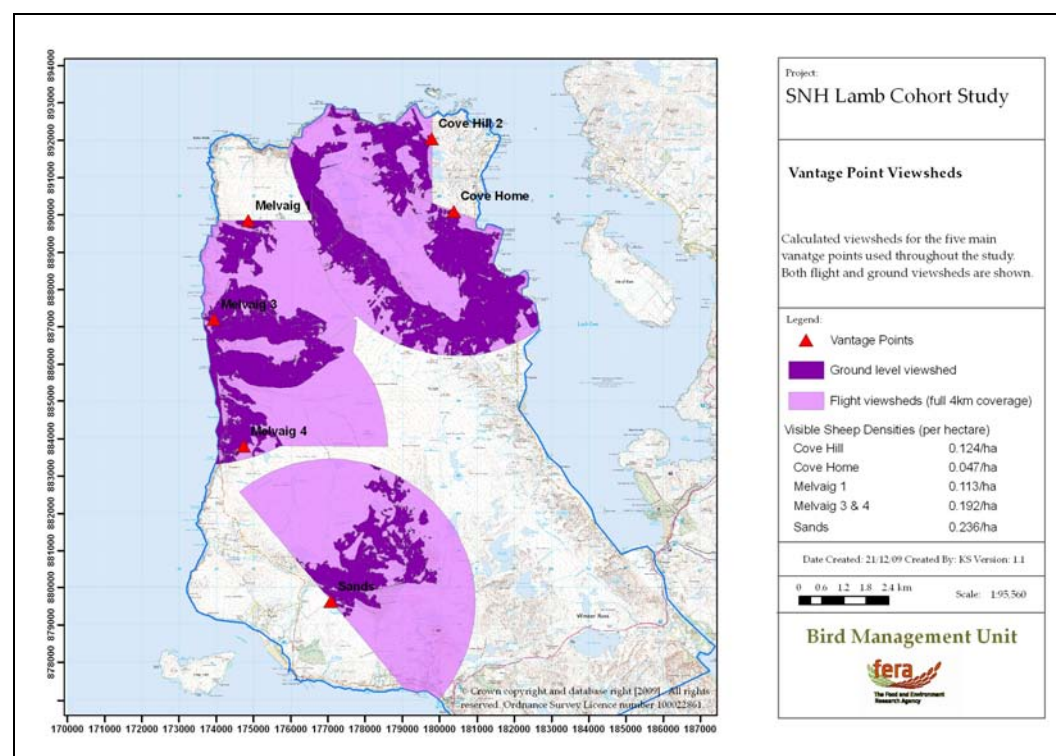 Project:
SNH Lamb Cohort Study
Vantage Point Viewsheds
Calculated viewsheds for the five main
vanatge points used throughout the study.
Both flight and ground viewsheds are shown.
Legend:
Vantage Points
Ground level viewshed
Flight viewsheds (full 4km coverage)
Visible Sheep Densities (per hectare)
Cove Hill 0.124/ha
Cove Home 0.047/ha
Melvaig 1 0.113/ha
Melvaig 3 & 4 0.192/ha
Sands 0.236/ha
Date Created: 21/12/09 Created By: KS Version: 1.1
0 0.6 1.2 1.8 2.4 km
Scale: 1:95,560
Bird Management Unit
fera
The Food and Environment
Research Agency
Cove Hill 2
Cove Home
Melvaig 1
Melvaig 3
Melvaig 4
Sands
© Crown copyright and database right [2009]. All rights
reserved. Ordnance Survey Licence number 100022861.
894000
893000
892000
891000
890000
889000
888000
887000
886000
885000
884000
883000
882000
881000
880000
879000
878000
170000 171000 172000 173000 174000 175000 176000 177000 178000 179000 180000 181000 182000 183000 184000 185000 186000 187000